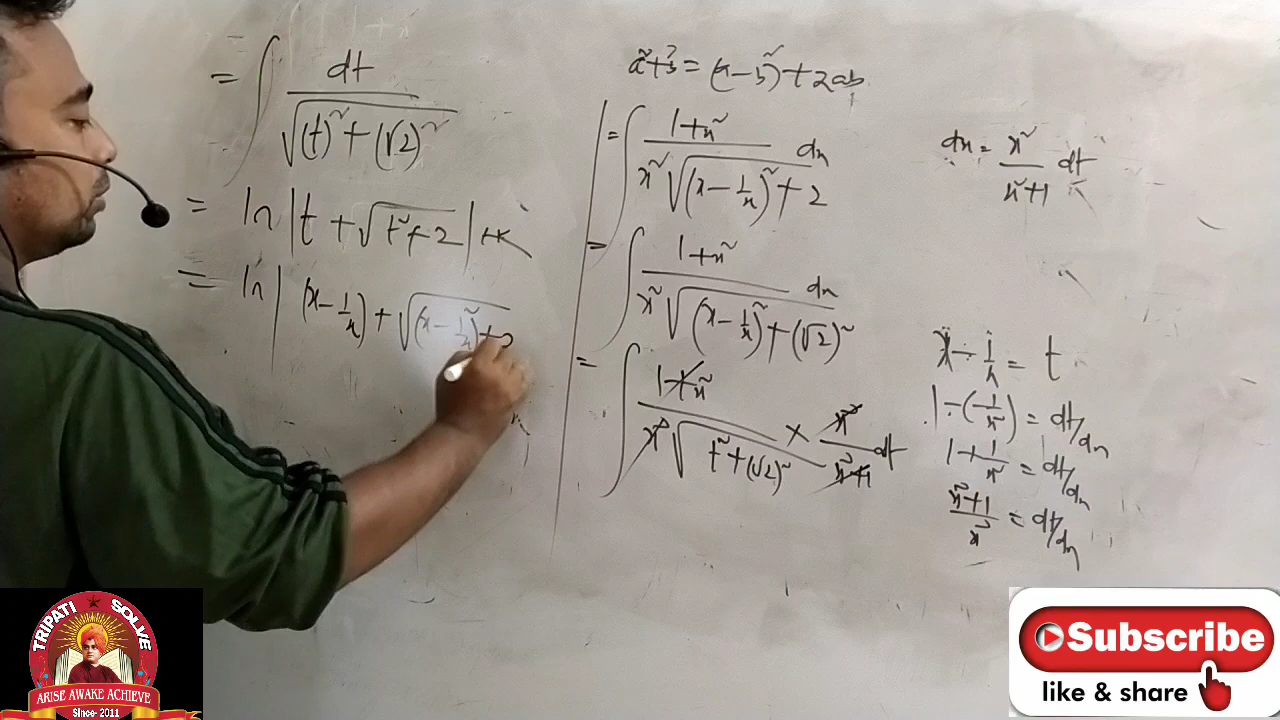 = ∫ dt / √((t)² + (√2)²)
= ln |t + √(t² + 2)| + K
= ln | (x - 1/x) + √((x - 1/x)² + 2
a² + b² = (a - b)² + 2ab
= ∫ (1 + x²) / (x² √((x - 1/x)² + 2)) dx
= ∫ (1 + x²) / (x² √((x - 1/x)² + (√2)²)) dx
= ∫ (1 + x²) / (x² √(t² + (√2)²)) × x² / (x² + 1) dt
dx = x² / (x² + 1) dt
x - 1/x = t
1 - (-1/x²) = dt/dx
1 + 1/x² = dt/dx
(x² + 1) / x² = dt/dx
TRIPATI SOLVE
ARISE AWAKE ACHIEVE
Since- 2011
Subscribe
like & share